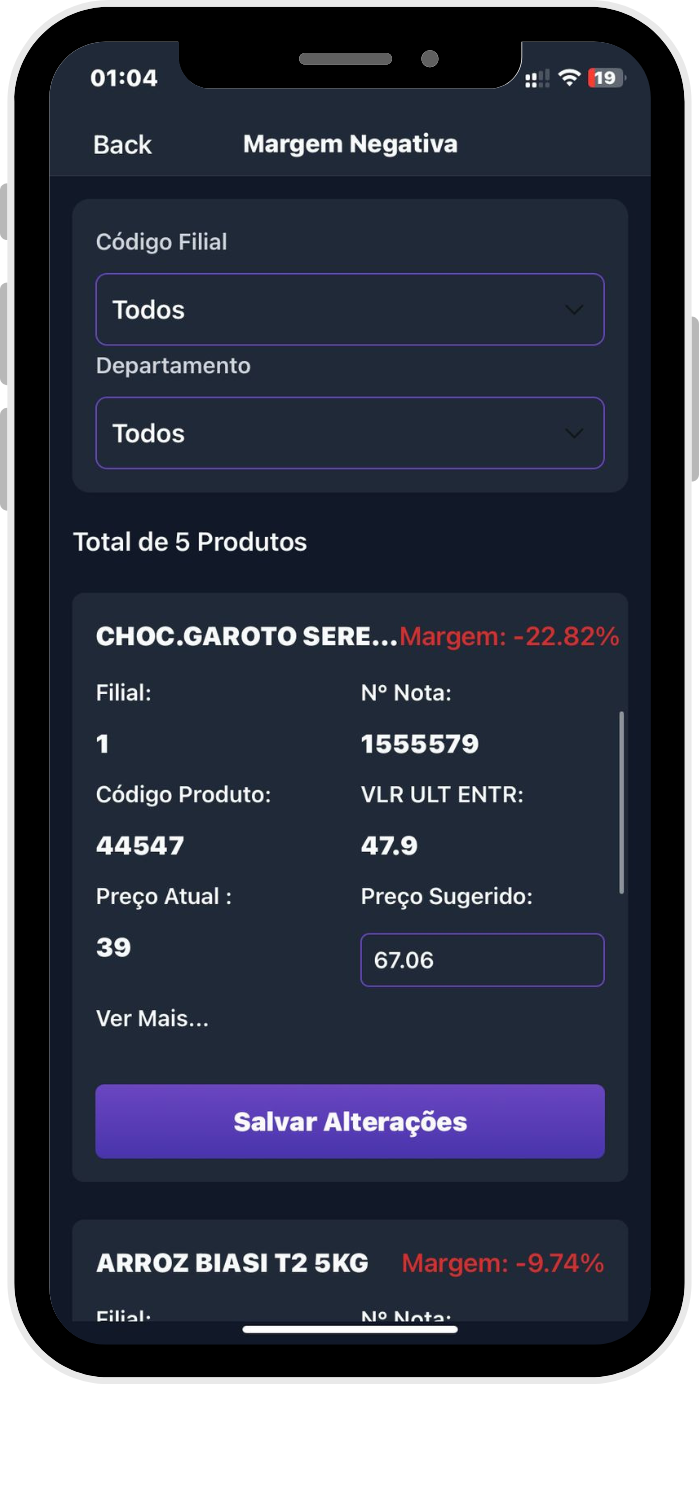 01:04 19
Back Margem Negativa
Código Filial
Todos
Departamento
Todos
Total de 5 Produtos
CHOC.GAROTO SERE... Margem: -22.82%
Filial: Nº Nota:
1 1555579
Código Produto: VLR ULT ENTR:
44547 47.9
Preço Atual : Preço Sugerido:
39 67.06
Ver Mais...
Salvar Alterações
ARROZ BIASI T2 5KG Margem: -9.74%
Filial: Nº Nota: